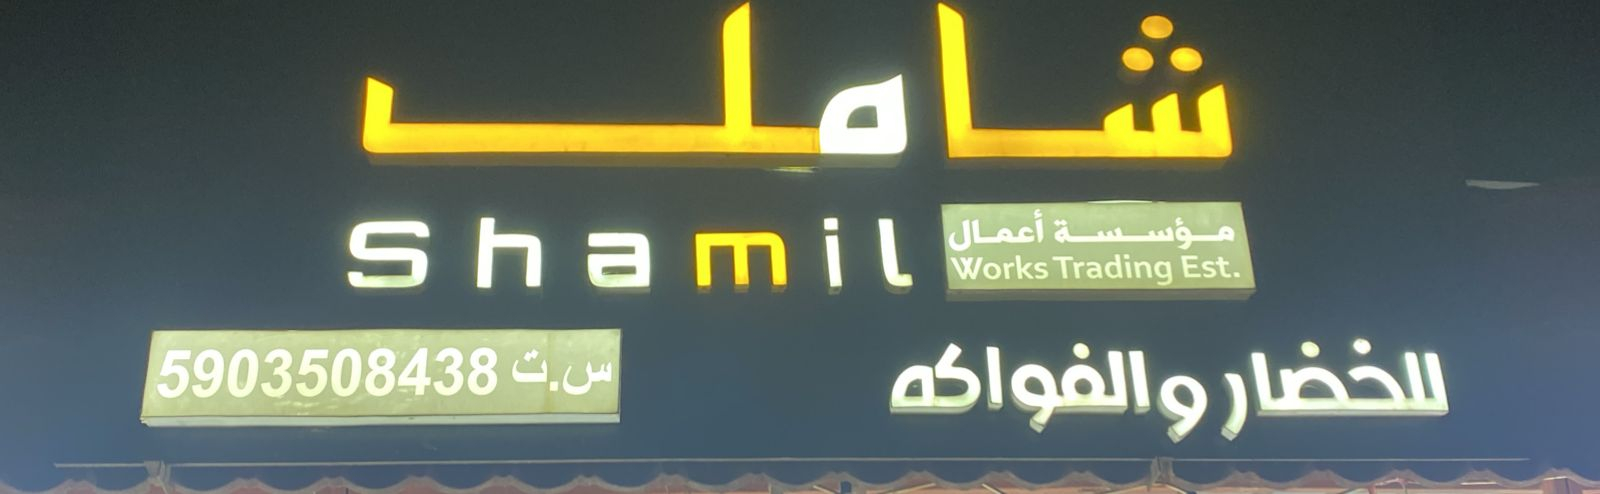 شامل
Shamil
مؤسسة أعمال
Works Trading Est.
للخضار والفواكه
س.ت 5903508438